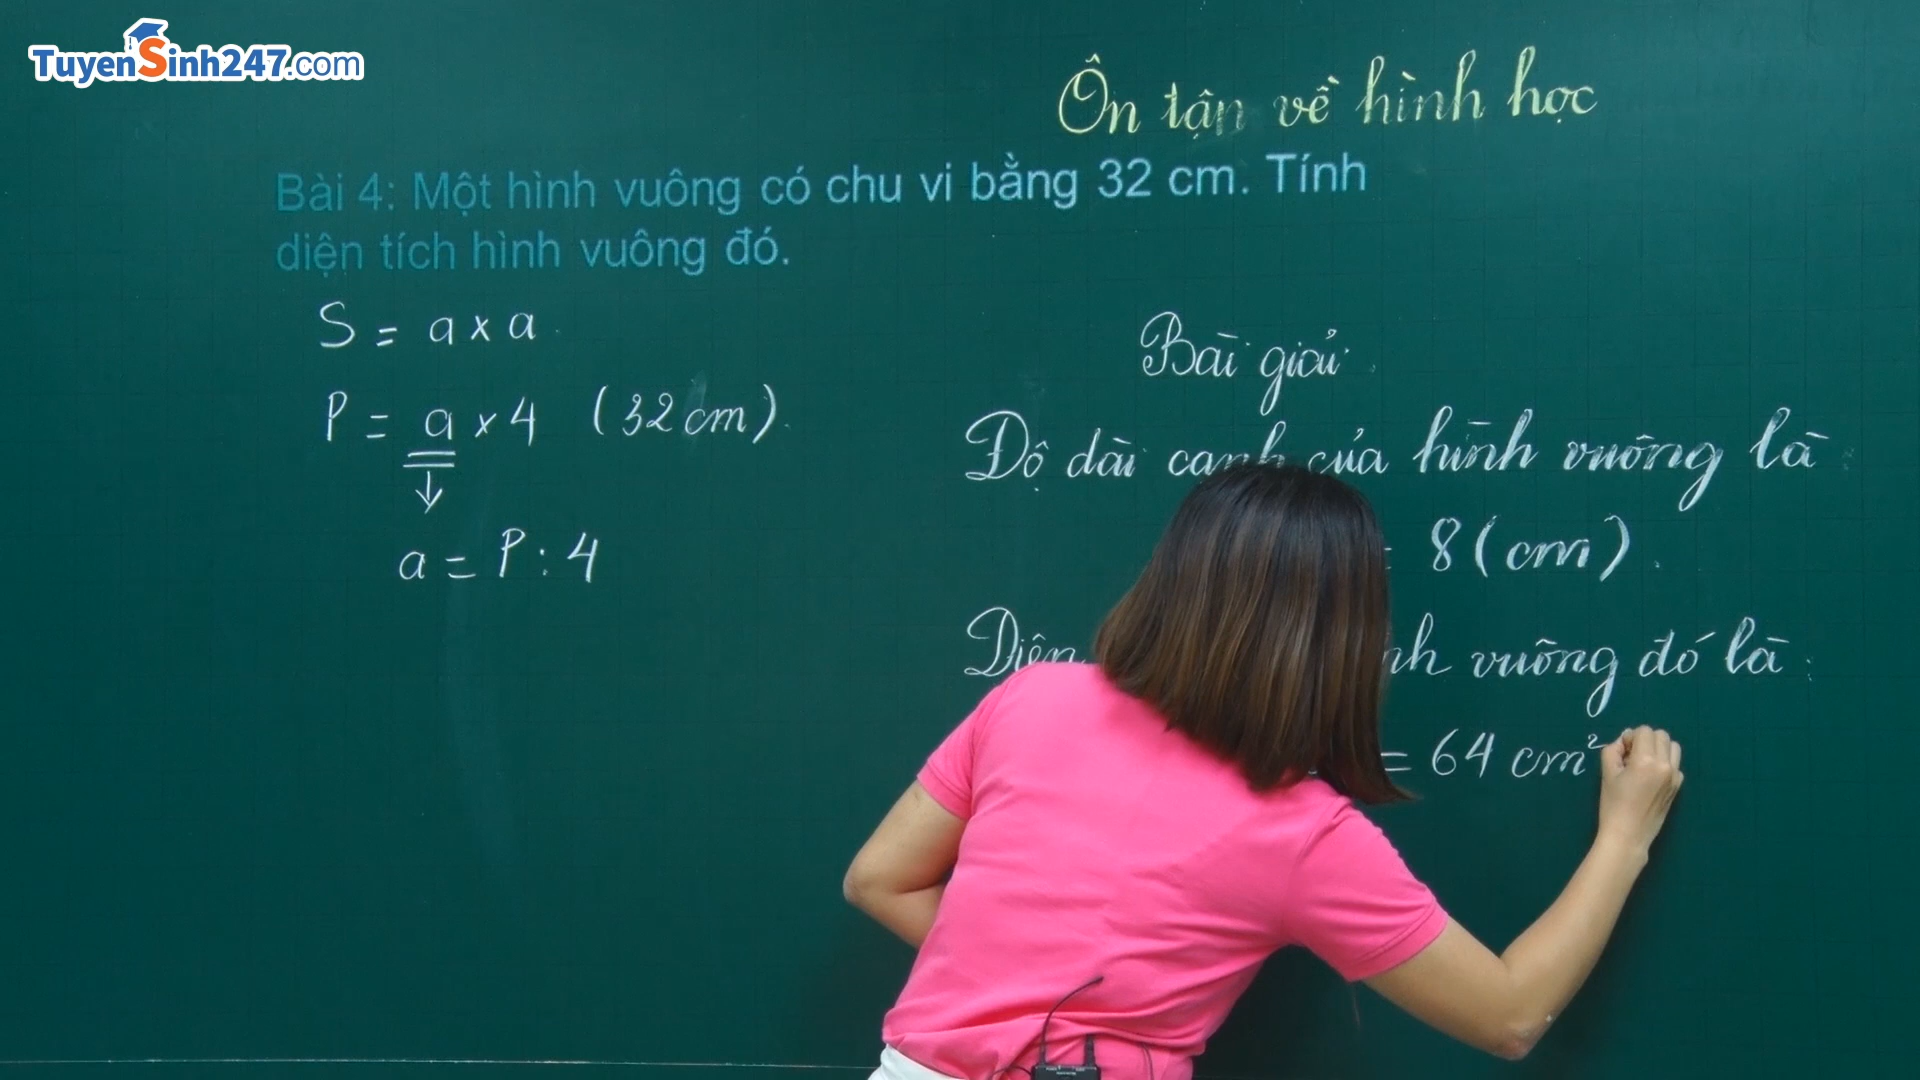 TuyenSinh247.com
Ôn tập về hình học
Bài 4: Một hình vuông có chu vi bằng 32 cm. Tính
diện tích hình vuông đó.
S = a x a
P = a x 4 (32 cm).
a = P : 4
Bài giải
Độ dài cạnh của hình vuông là
= 8 (cm).
Diện vuông đó là:
= 64 cm²